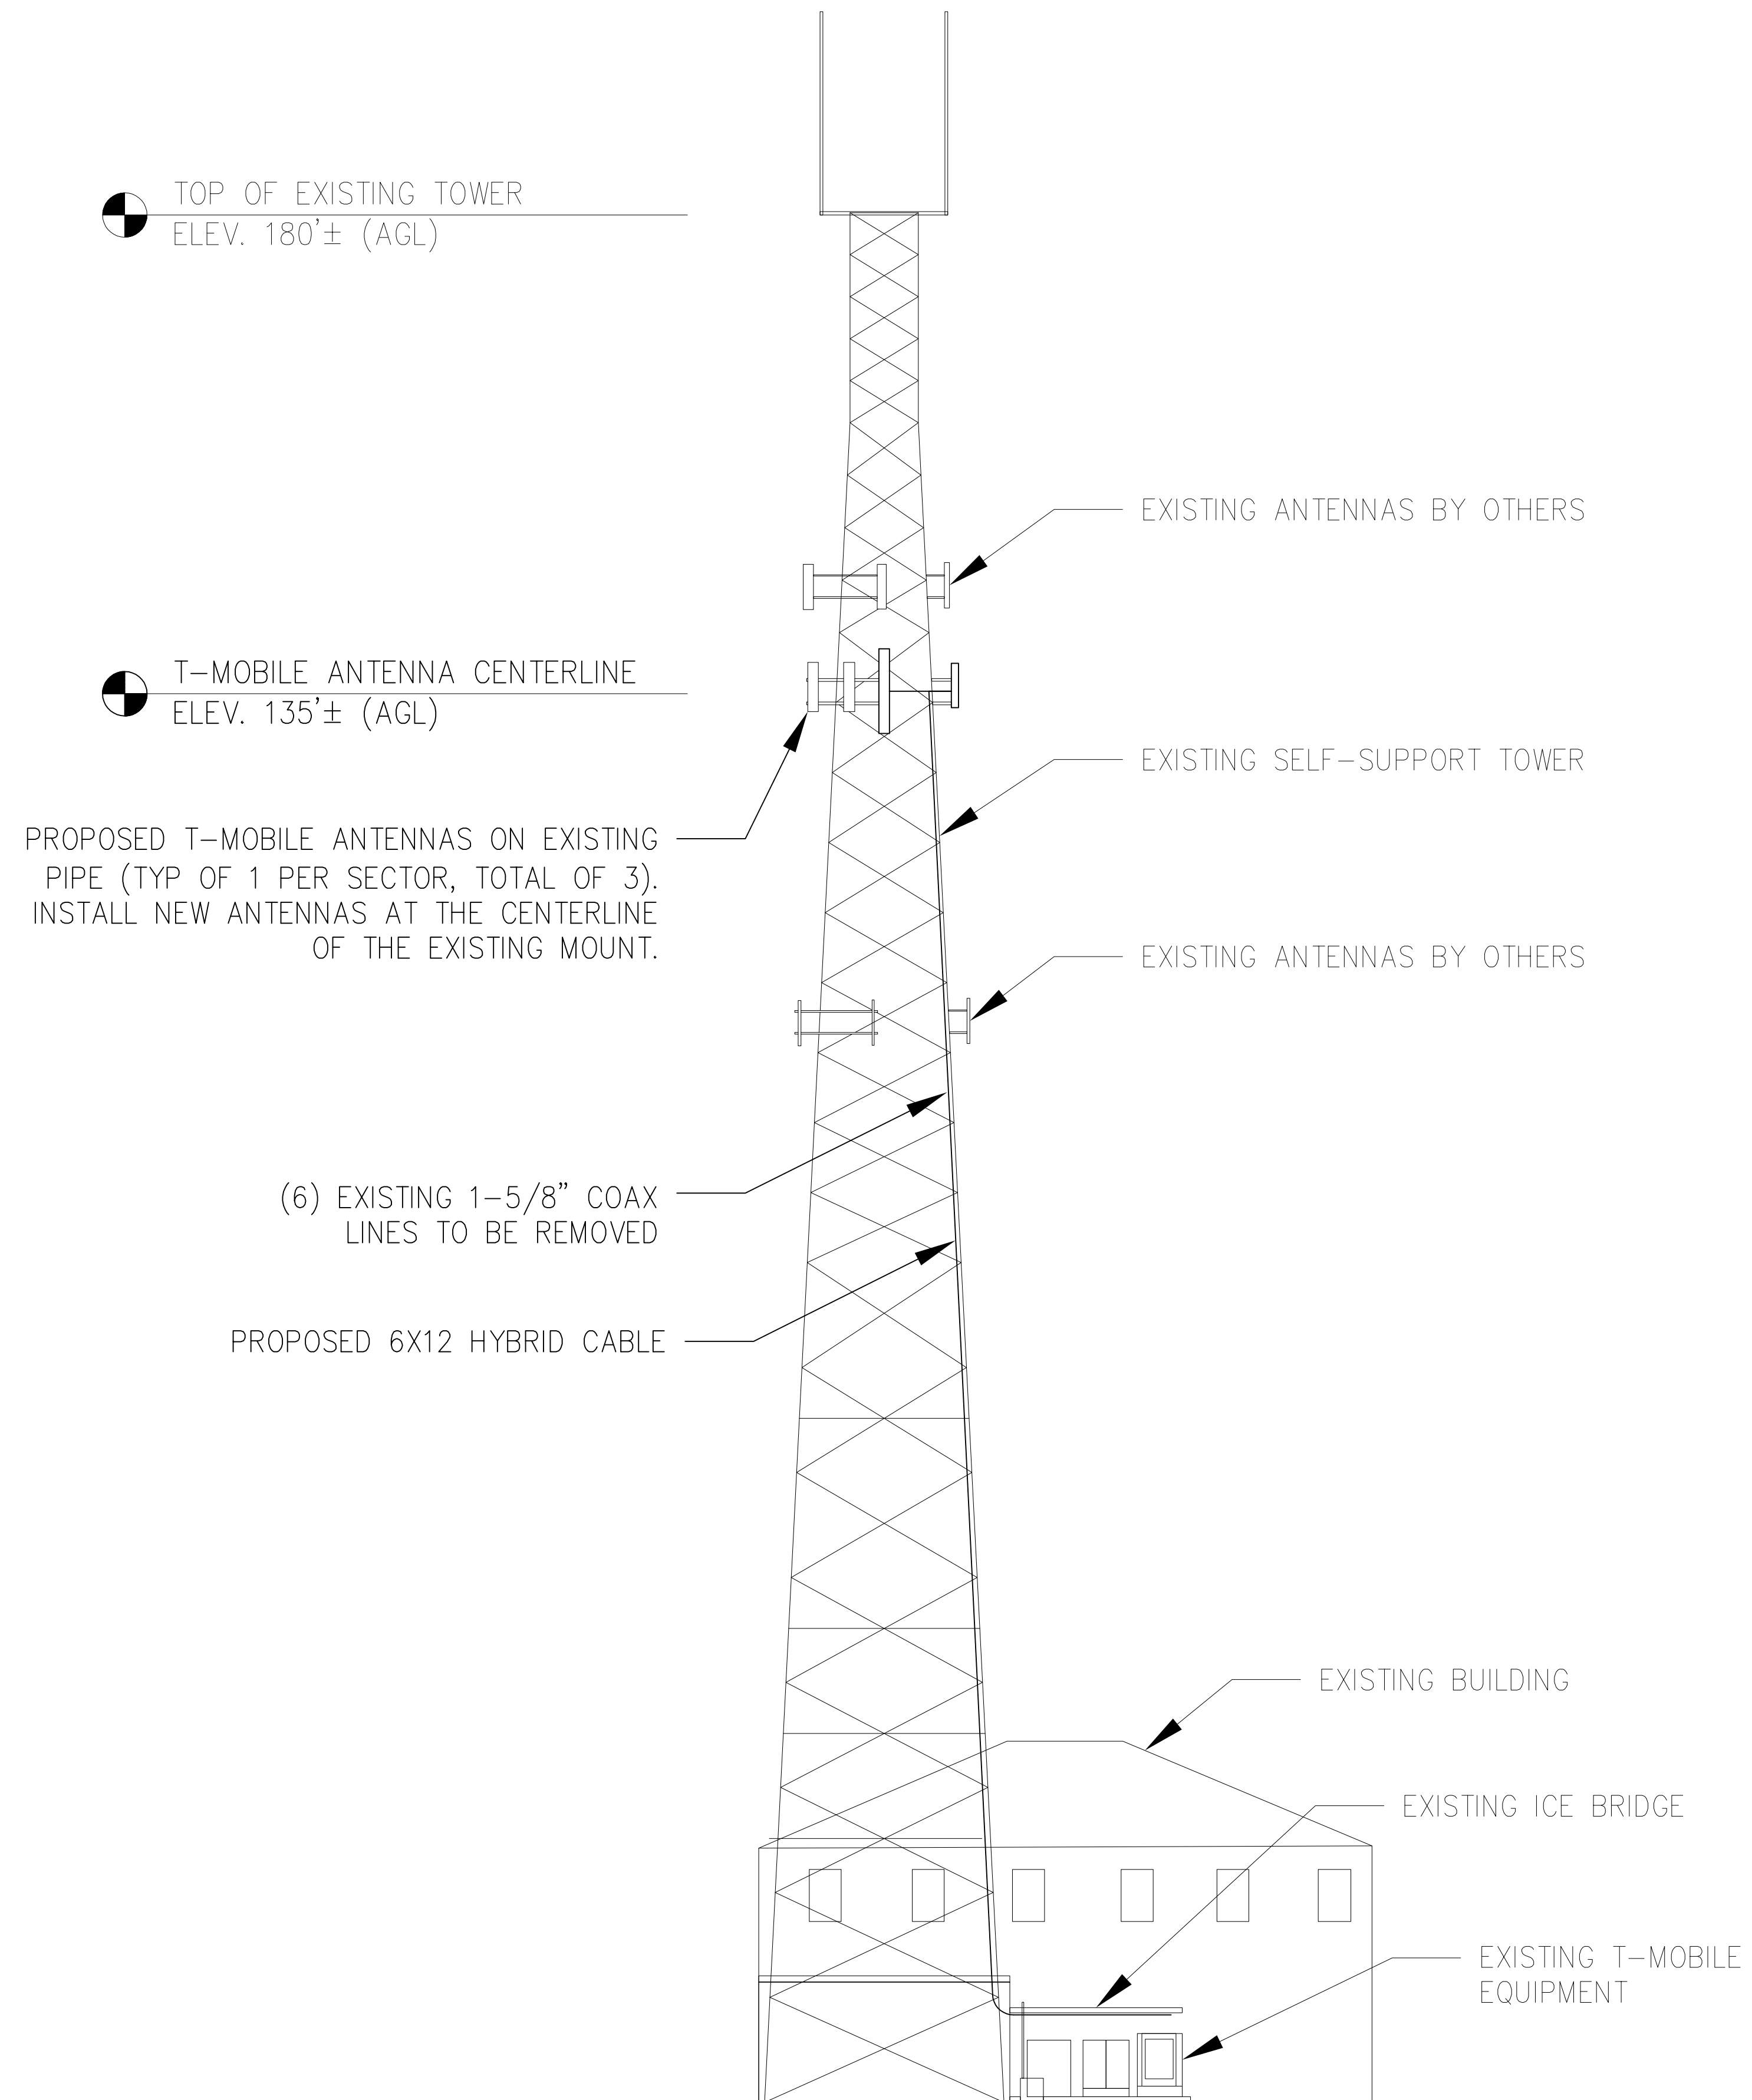 TOP OF EXISTING TOWER
ELEV. 180'± (AGL)
EXISTING ANTENNAS BY OTHERS
T-MOBILE ANTENNA CENTERLINE
ELEV. 135'± (AGL)
EXISTING SELF-SUPPORT TOWER
PROPOSED T-MOBILE ANTENNAS ON EXISTING
PIPE (TYP OF 1 PER SECTOR, TOTAL OF 3).
INSTALL NEW ANTENNAS AT THE CENTERLINE
OF THE EXISTING MOUNT.
EXISTING ANTENNAS BY OTHERS
(6) EXISTING 1-5/8" COAX
LINES TO BE REMOVED
PROPOSED 6X12 HYBRID CABLE
EXISTING BUILDING
EXISTING ICE BRIDGE
EXISTING T-MOBILE
EQUIPMENT